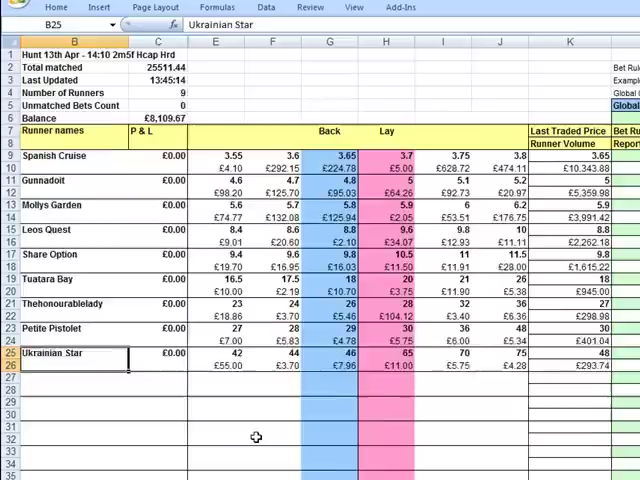 Home Insert Page Layout Formulas Data Review View Add-Ins
B25 fx Ukrainian Star
B C E F G H I J K
1 Hunt 13th Apr - 14:10 2m5f Hcap Hrd
2 Total matched 25511.44 Bet Rul
3 Last Updated 13:45:14 Example
4 Number of Runners 9 Global C
5 Unmatched Bets Count 0 Global
6 Balance £8,109.67
7 Runner names P & L Back Lay Last Traded Price Bet Ru
8 Runner Volume Report
9 Spanish Cruise £0.00 3.55 3.6 3.65 3.7 3.75 3.8 3.65
10 £4.10 £292.15 £224.78 £5.00 £628.72 £474.11 £10,343.88
11 Gunnadoit £0.00 4.6 4.7 4.8 5 5.1 5.2 5
12 £98.20 £125.70 £95.03 £64.26 £92.73 £20.97 £5,359.98
13 Mollys Garden £0.00 5.6 5.7 5.8 5.9 6 6.2 5.9
14 £74.77 £132.08 £125.94 £2.05 £53.51 £176.75 £3,991.42
15 Leos Quest £0.00 8.4 8.6 8.8 9.6 9.8 10 8.8
16 £9.01 £20.60 £2.10 £34.07 £12.93 £11.11 £2,262.18
17 Share Option £0.00 9.4 9.6 9.8 10.5 11 11.5 9.8
18 £19.70 £16.95 £16.03 £11.50 £11.91 £28.00 £1,615.22
19 Tuatara Bay £0.00 16.5 17.5 18 20 21 26 18
20 £10.00 £2.19 £10.70 £3.75 £11.90 £5.38 £945.00
21 Thehonourablelady £0.00 23 24 26 28 32 36 27
22 £18.86 £3.70 £5.46 £104.12 £3.40 £6.35 £998.03
23 Petite Pistolet £0.00 27 28 29 30 36 48 30
24 £7.00 £5.83 £4.78 £5.75 £6.00 £3.54 £401.04
25 Ukrainian Star £0.00 42 44 46 65 70 75 48
26 £55.00 £3.70 £7.96 £11.00 £5.75 £4.28 £293.74
27
28
29
30
31
32
33
34
35